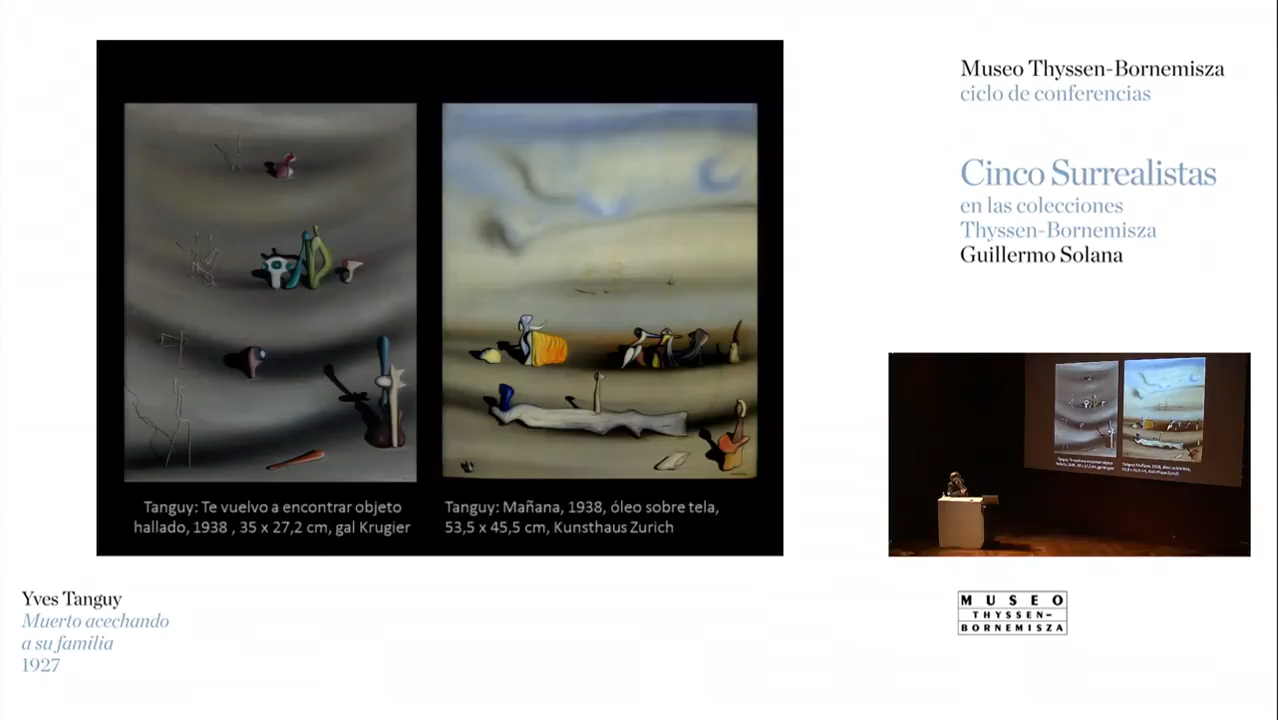 Museo Thyssen-Bornemisza
ciclo de conferencias
Cinco Surrealistas
en las colecciones
Thyssen-Bornemisza
Guillermo Solana
Tanguy: Te vuelvo a encontrar objeto
hallado, 1938 , 35 x 27,2 cm, gal Krugier
Tanguy: Mañana, 1938, óleo sobre tela,
53,5 x 45,5 cm, Kunsthaus Zurich
Yves Tanguy
Muerto acechando
a su familia
1927
MUSEO
THYSSEN-
BORNEMISZA